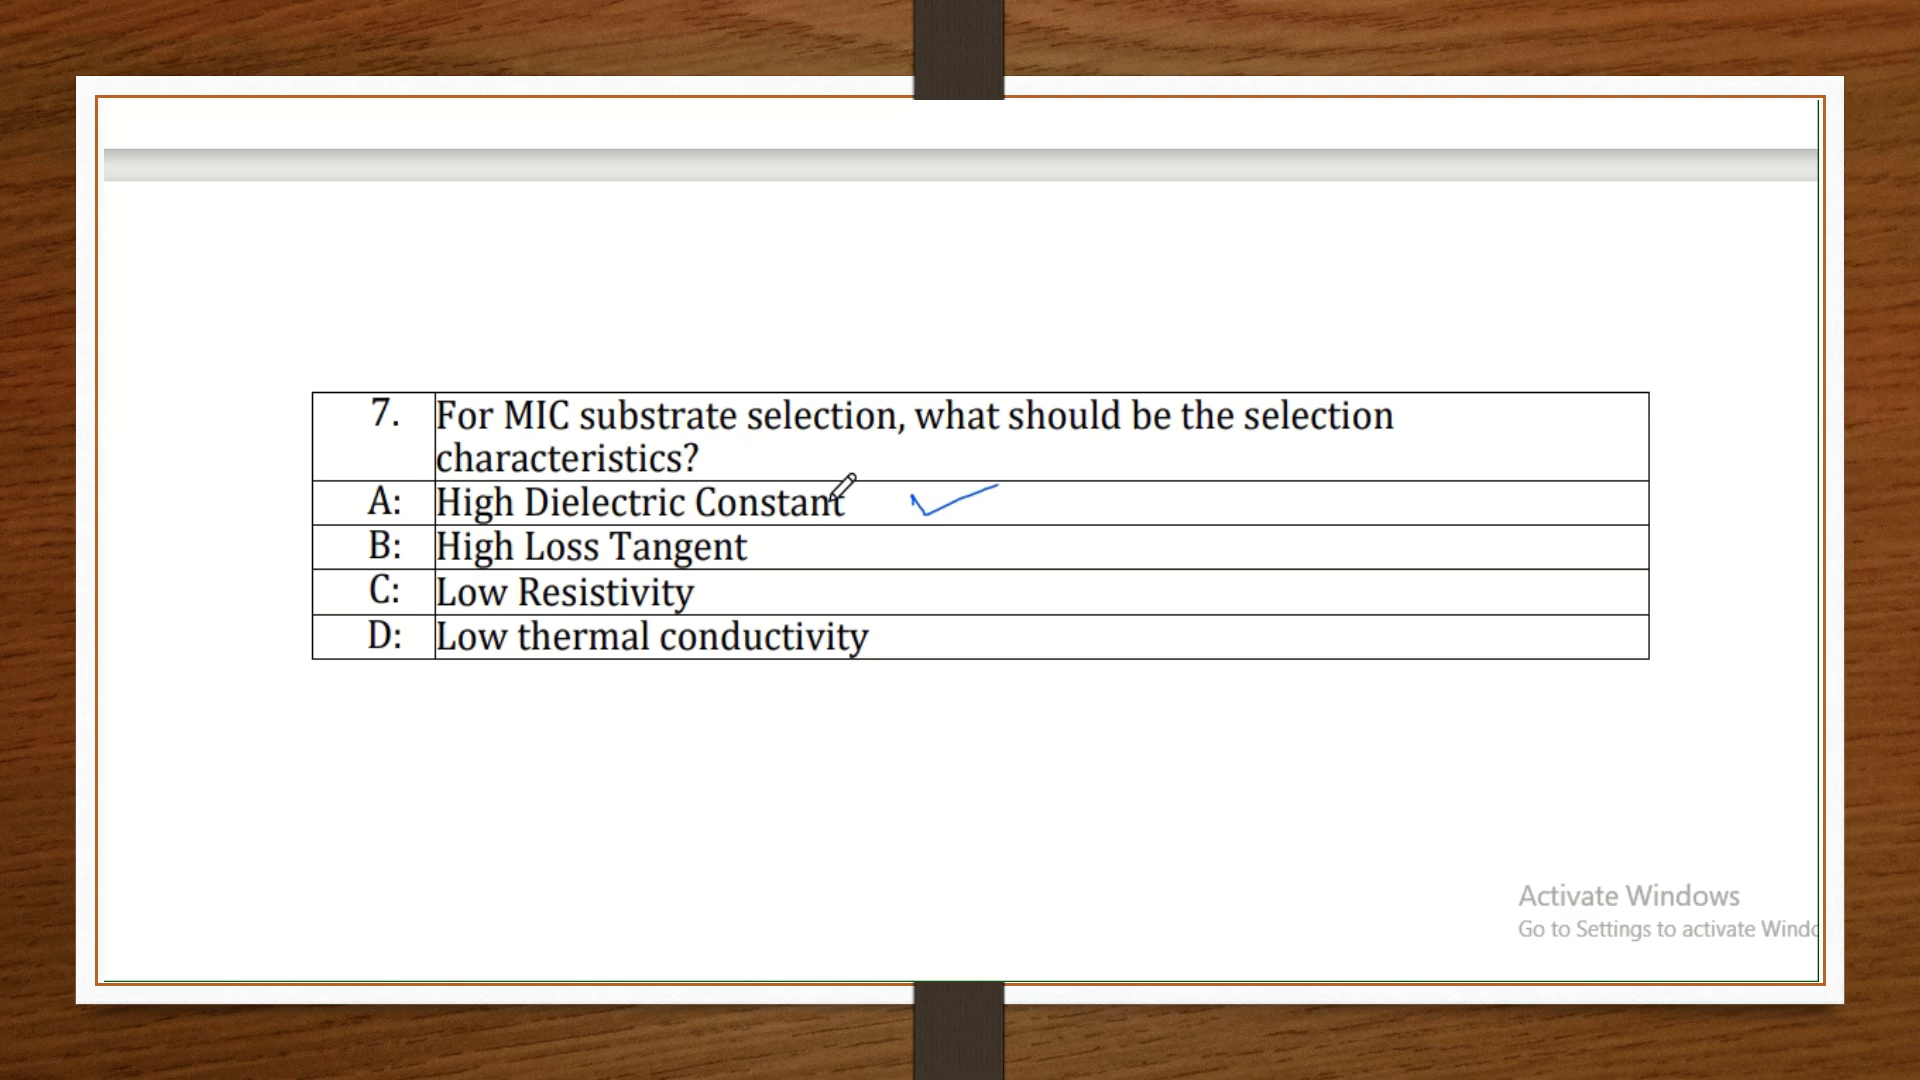 7. For MIC substrate selection, what should be the selection
characteristics?
A: High Dielectric Constant
B: High Loss Tangent
C: Low Resistivity
D: Low thermal conductivity
Activate Windows
Go to Settings to activate